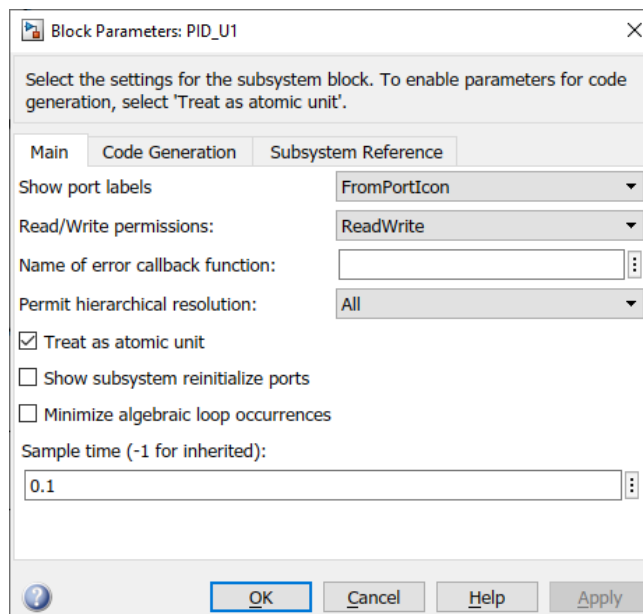 Block Parameters: PID_U1
Select the settings for the subsystem block. To enable parameters for code
generation, select 'Treat as atomic unit'.
Main Code Generation Subsystem Reference
Show port labels FromPortIcon
Read/Write permissions: ReadWrite
Name of error callback function:
Permit hierarchical resolution: All
Treat as atomic unit
Show subsystem reinitialize ports
Minimize algebraic loop occurrences
Sample time (-1 for inherited):
0.1
OK Cancel Help Apply